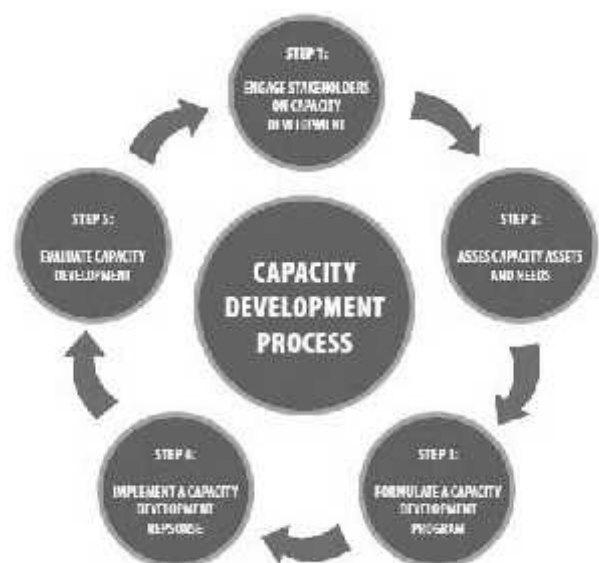 STEP 1:
ENGAGE STAKEHOLDERS
ON CAPACITY
DEVELOPMENT
STEP 2:
ASSES CAPACITY ASSETS
AND NEEDS
STEP 3:
FORMULATE A CAPACITY
DEVELOPMENT
PROGRAM
STEP 4:
IMPLEMENT A CAPACITY
DEVELOPMENT
REPSONSE
STEP 5:
EVALUATE CAPACITY
DEVELOPMENT
CAPACITY
DEVELOPMENT
PROCESS